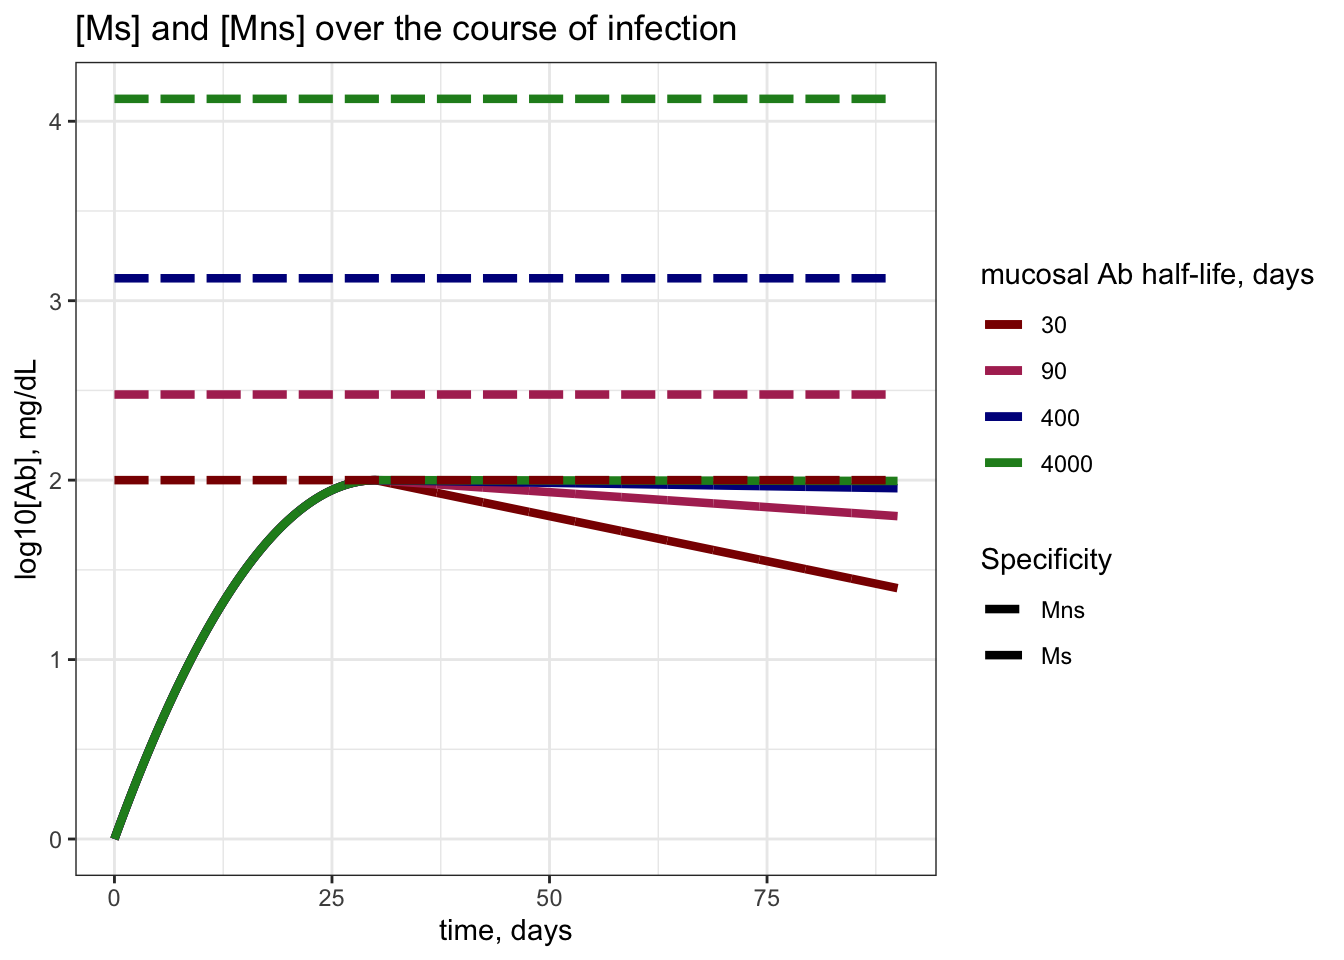 [Ms] and [Mns] over the course of infection
log10[Ab], mg/dL
4
3
2
1
0
0
25
50
75
time, days
mucosal Ab half-life, days
30
90
400
4000
Specificity
Mns
Ms